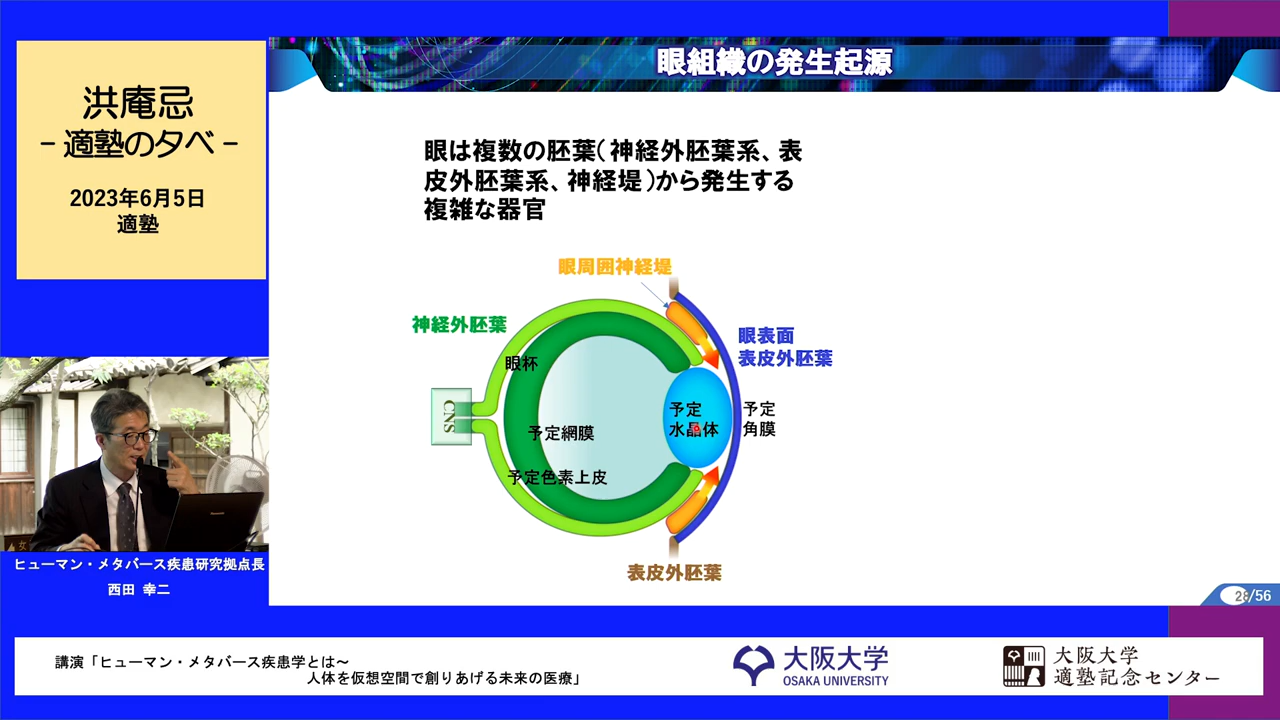 洪庵忌
- 適塾の夕べ -
2023年6月5日
適塾
眼組織の発生起源
眼は複数の胚葉(神経外胚葉系、表
皮外胚葉系、神経堤)から発生する
複雑な器官
眼周囲神経堤
神経外胚葉
眼表面
表皮外胚葉
眼杯
CNS
予定
水晶体
予定
角膜
予定網膜
予定色素上皮
表皮外胚葉
28/56
ヒューマン・メタバース疾患研究拠点長
西田 幸二
講演「ヒューマン・メタバース疾患学とは~
人体を仮想空間で創りあげる未来の医療」
大阪大学
OSAKA UNIVERSITY
大阪大学
適塾記念センター